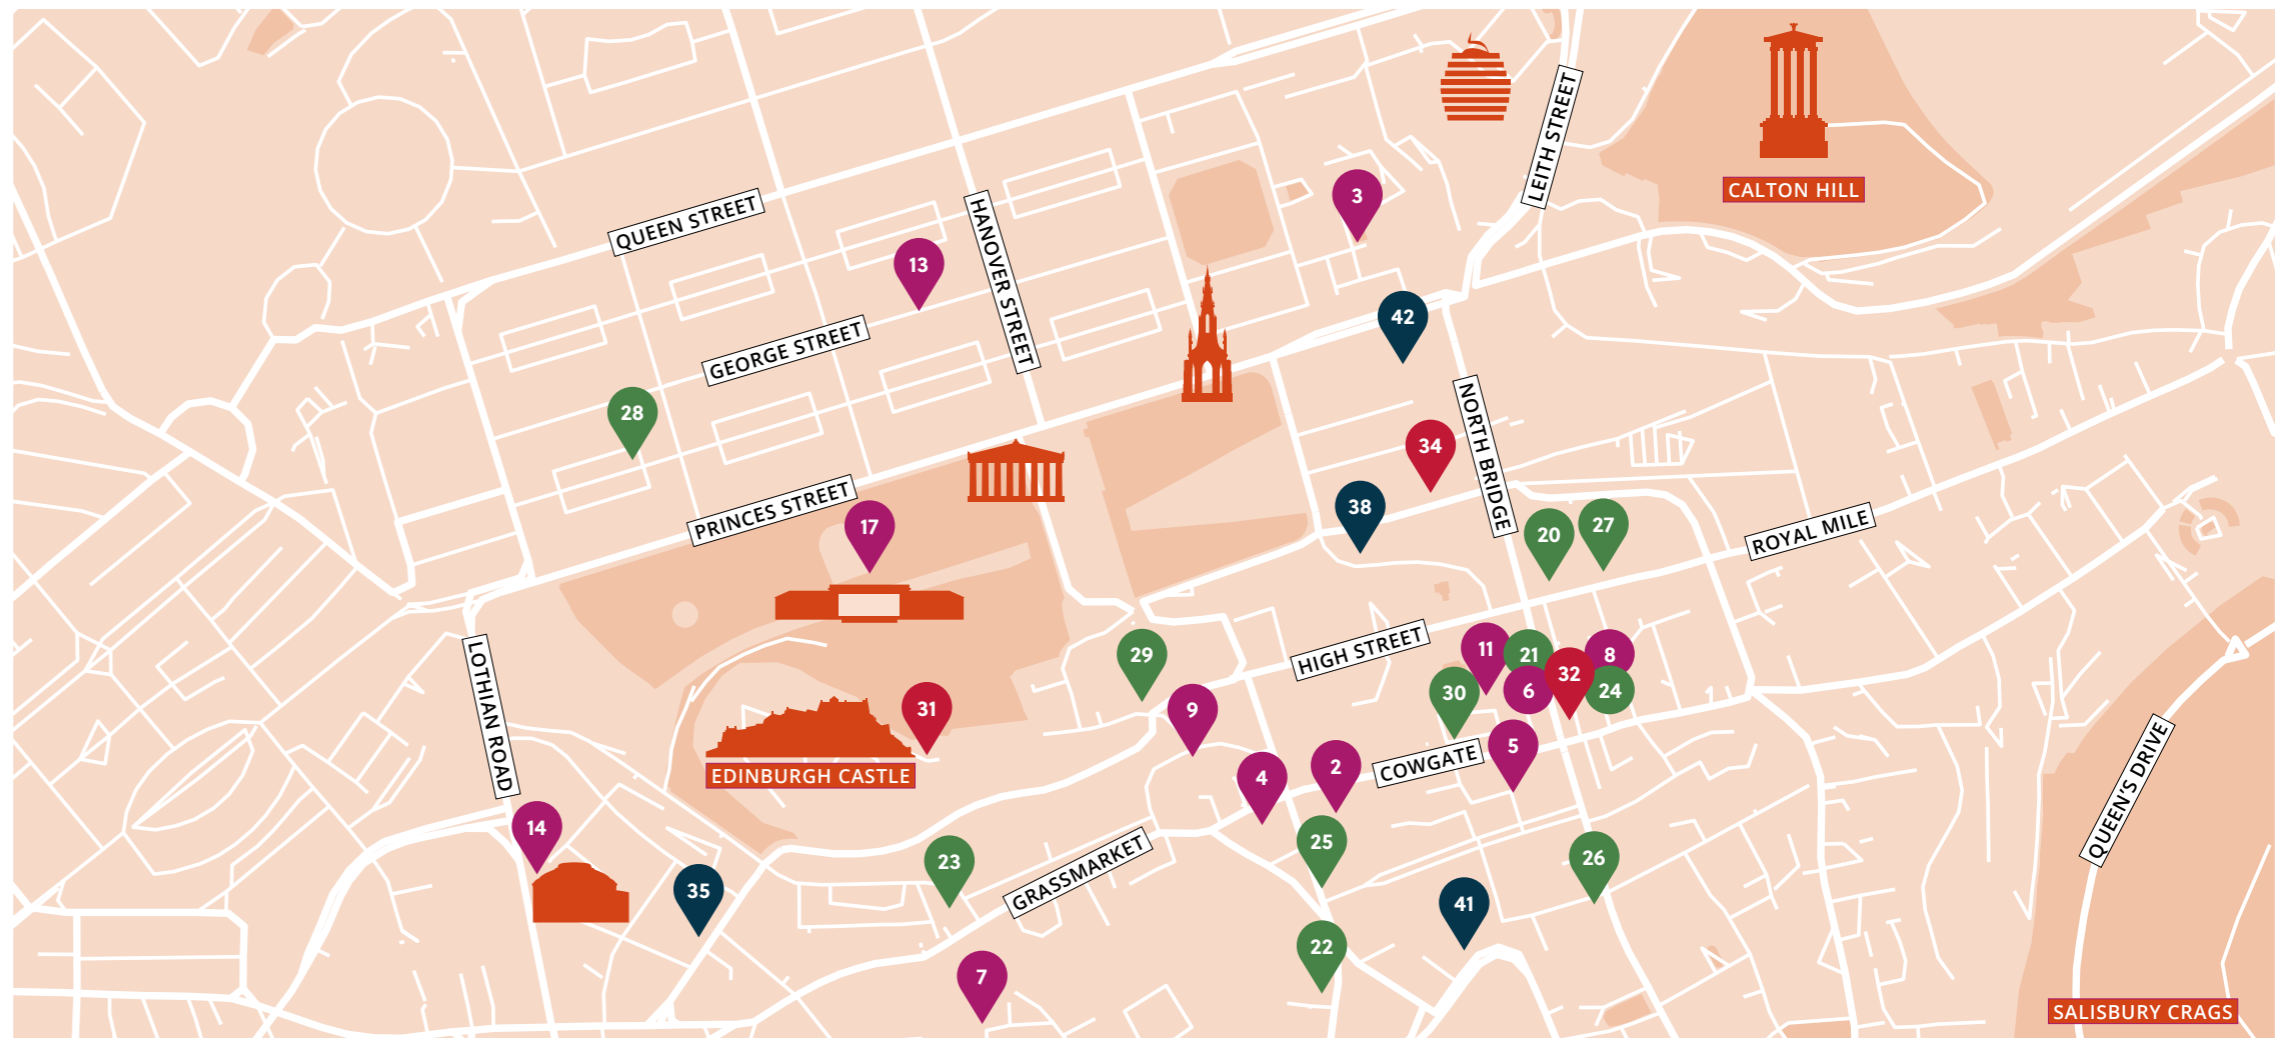 LEITH STREET
CALTON HILL
3
QUEEN STREET
HANOVER STREET
13
42
GEORGE STREET
28
NORTH BRIDGE
34
PRINCES STREET
17
38
20
27
ROYAL MILE
LOTHIAN ROAD
29
HIGH STREET
11
21
8
32
6
24
30
31
9
EDINBURGH CASTLE
4
2
COWGATE
5
QUEEN'S DRIVE
14
GRASSMARKET
25
23
26
35
41
22
7
SALISBURY CRAGS